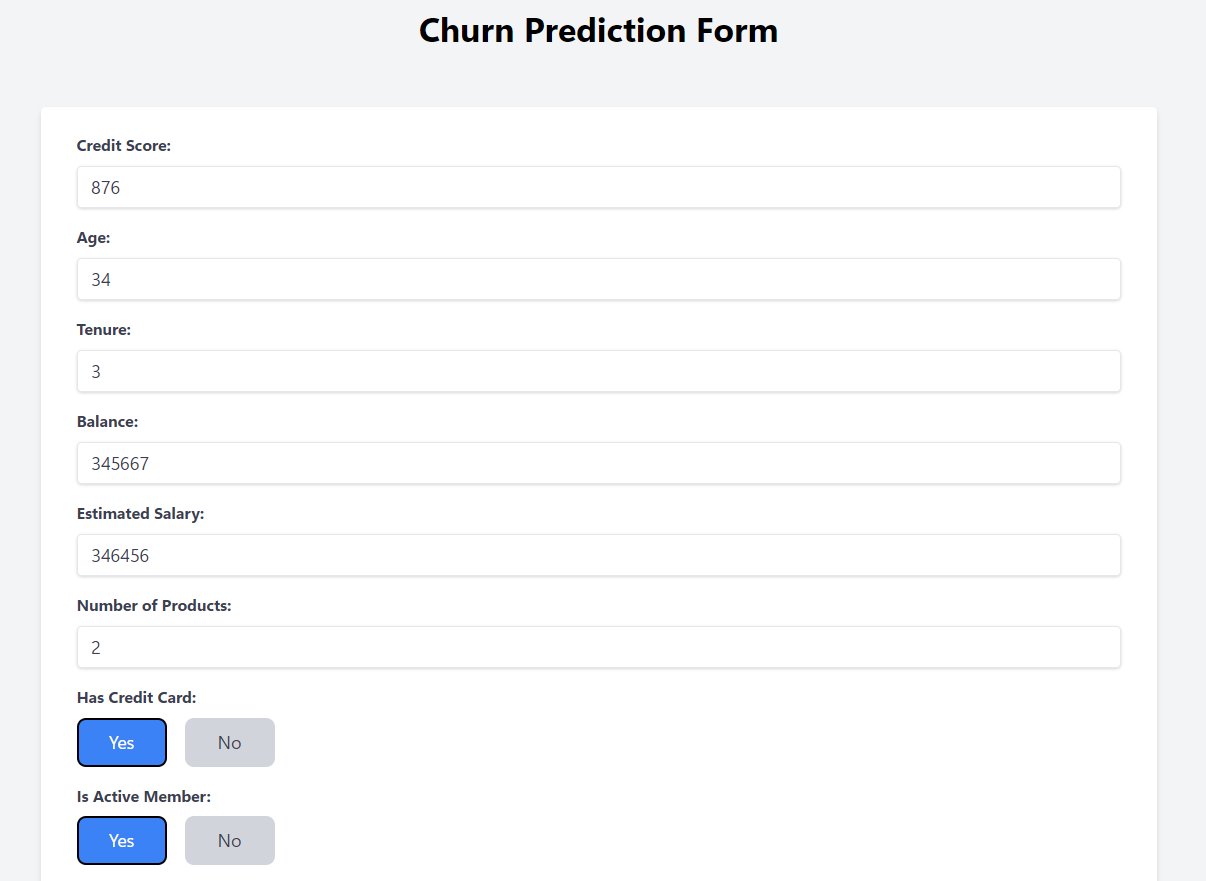 Churn Prediction Form
Credit Score:
876
Age:
34
Tenure:
3
Balance:
345667
Estimated Salary:
346456
Number of Products:
2
Has Credit Card:
Yes No
Is Active Member:
Yes No